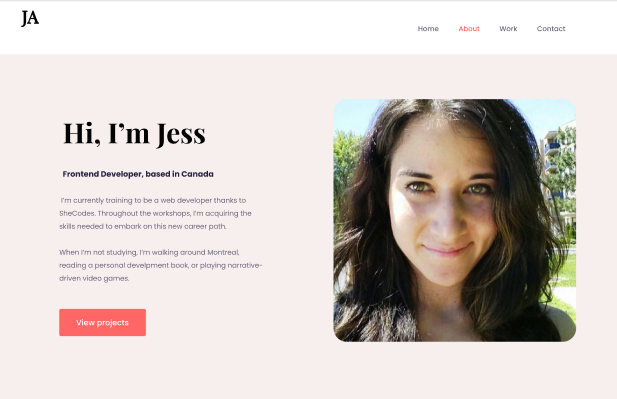 JA
Home About Work Contact
Hi, I’m Jess
Frontend Developer, based in Canada
I’m currently training to be a web developer thanks to
SheCodes. Throughout the workshops, I’m acquiring the
skills needed to embark on this new career path.
When I’m not studying, I’m walking around Montreal,
reading a personal develpment book, or playing narrative-
driven video games.
View projects